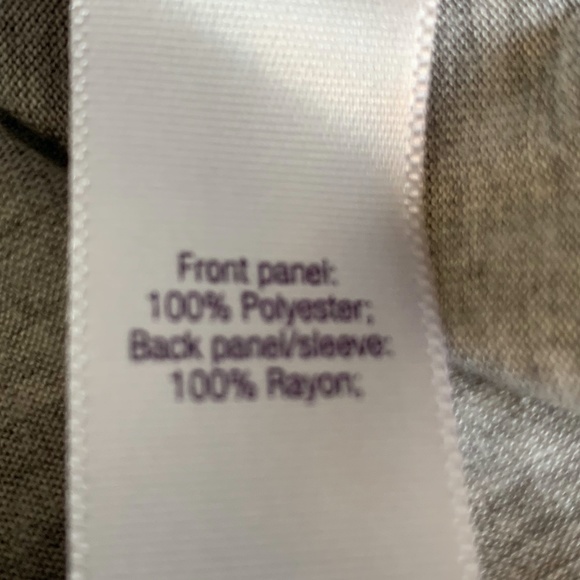 Front panel:
100% Polyester;
Back panel/sleeve:
100% Rayon;